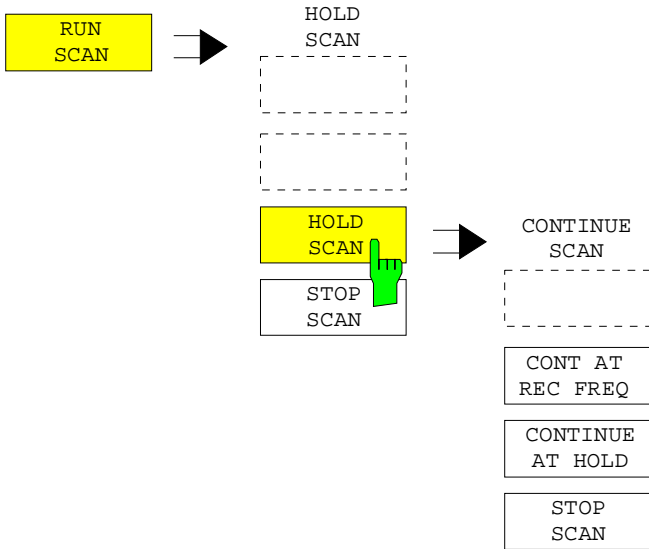 RUN
SCAN
HOLD
SCAN
HOLD
SCAN
STOP
SCAN
CONTINUE
SCAN
CONT AT
REC FREQ
CONTINUE
AT HOLD
STOP
SCAN